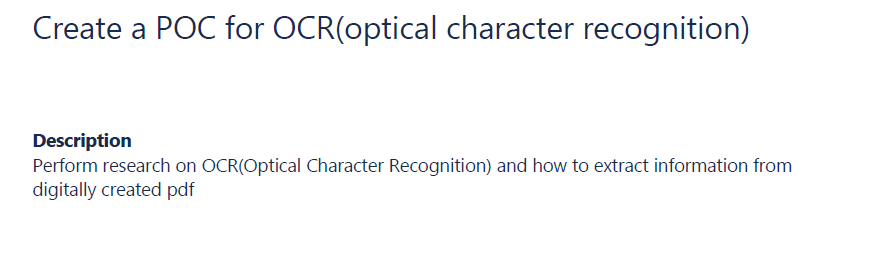 Create a POC for OCR(optical character recognition)
Description
Perform research on OCR(Optical Character Recognition) and how to extract information from
digitally created pdf